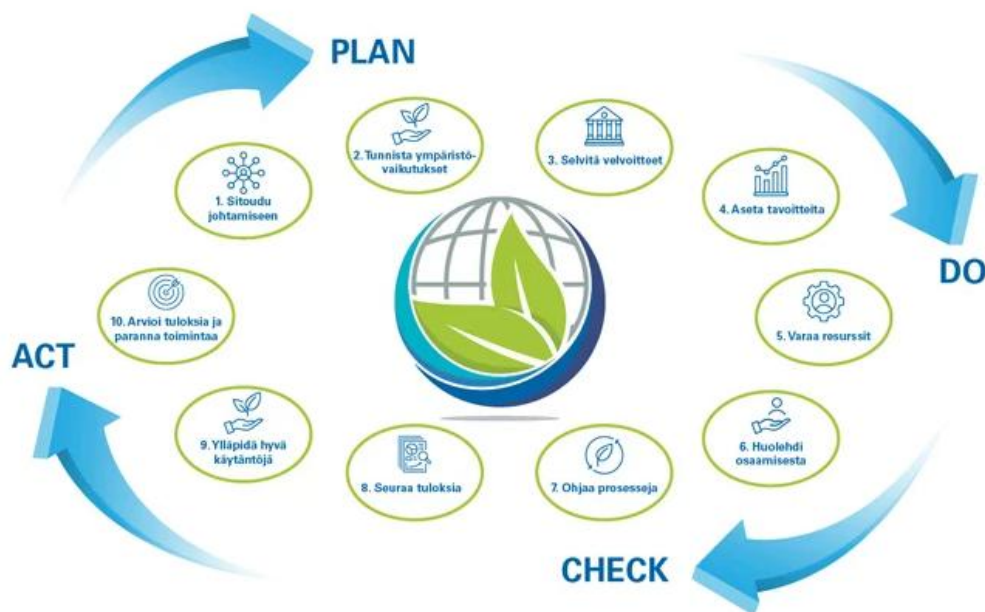 PLAN
1. Sitoudu
johtamiseen
2. Tunnista ympäristö-
vaikutukset
3. Selvitä velvoitteet
4. Aseta tavoitteita
DO
5. Varaa resurssit
6. Huolehdi
osaamisesta
7. Ohjaa prosesseja
CHECK
8. Seuraa tuloksia
9. Ylläpidä hyvä
käytäntöjä
ACT
10. Arvioi tuloksia ja
paranna toimintaa